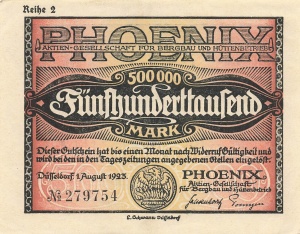 Reihe 2
PHOENIX
AKTIEN-GESELLSCHAFT FÜR BERGBAU UND HÜTTENBETRIEB
500000
Fünfhunderttausend
MARK
Dieser Gutschein hat bis einen Monat nach Widerruf Gültigkeit und
wird bei den in den Tageszeitungen angegebenen Stellen eingelöst.
Düsseldorf 1. August 1923.
PHOENIX
Aktien-Gesellschaft
für Bergbau und Hüttenbetrieb
№ 279754
Düsseldorf